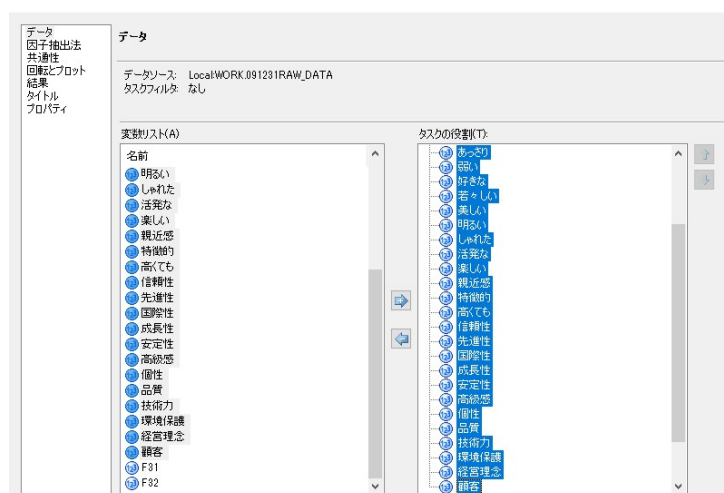 データ
因子抽出法
共通性
回転とプロット
結果
タイトル
プロパティ
データ
データソース: Local:WORK.091231RAW_DATA
タスクフィルタ: なし
変数リスト(A)
名前
明るい
しゃれた
活発な
楽しい
親近感
特徴的
高くても
信頼性
先進性
国際性
成長性
安定性
高級感
個性
品質
技術力
環境保護
経営理念
顧客
F31
F32
タスクの役割(T):
あっさり
弱い
好きな
若々しい
美しい
明るい
しゃれた
活発な
楽しい
親近感
特徴的
高くても
信頼性
先進性
国際性
成長性
安定性
高級感
個性
品質
技術力
環境保護
経営理念
顧客